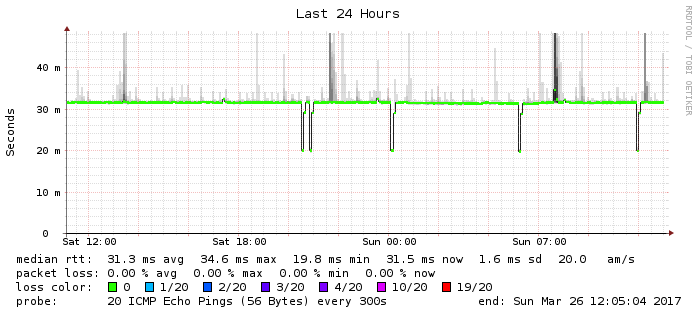 Last 24 Hours
RRDTOOL / TOBI OETIKER
Seconds
40 m
30 m
20 m
10 m
0
Sat 12:00 Sat 18:00 Sun 00:00 Sun 07:00
median rtt: 31.3 ms avg 34.6 ms max 19.8 ms min 31.5 ms now 1.6 ms sd 20.0 am/s
packet loss: 0.00 % avg 0.00 % max 0.00 % min 0.00 % now
loss color: 0 1/20 2/20 3/20 4/20 10/20 19/20
probe: 20 ICMP Echo Pings (56 Bytes) every 300s end: Sun Mar 26 12:05:04 2017